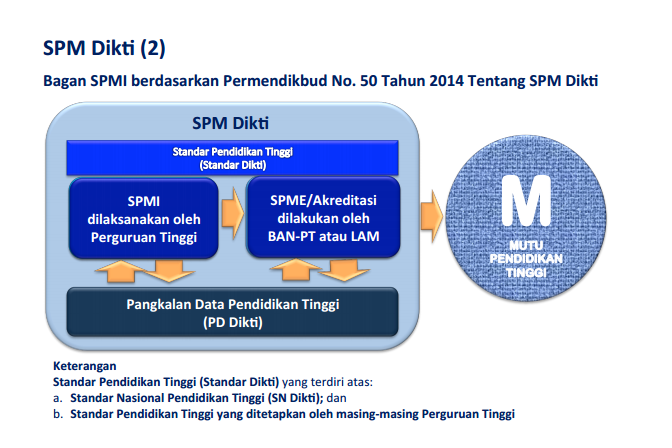 SPM Dikti (2)
Bagan SPMI berdasarkan Permendikbud No. 50 Tahun 2014 Tentang SPM Dikti
SPM Dikti
Standar Pendidikan Tinggi
(Standar Dikti)
SPMI
dilaksanakan oleh
Perguruan Tinggi
SPME/Akreditasi
dilakukan oleh
BAN-PT atau LAM
Pangkalan Data Pendidikan Tinggi
(PD Dikti)
M
MUTU
PENDIDIKAN
TINGGI
Keterangan
Standar Pendidikan Tinggi (Standar Dikti) yang terdiri atas:
a. Standar Nasional Pendidikan Tinggi (SN Dikti); dan
b. Standar Pendidikan Tinggi yang ditetapkan oleh masing-masing Perguruan Tinggi